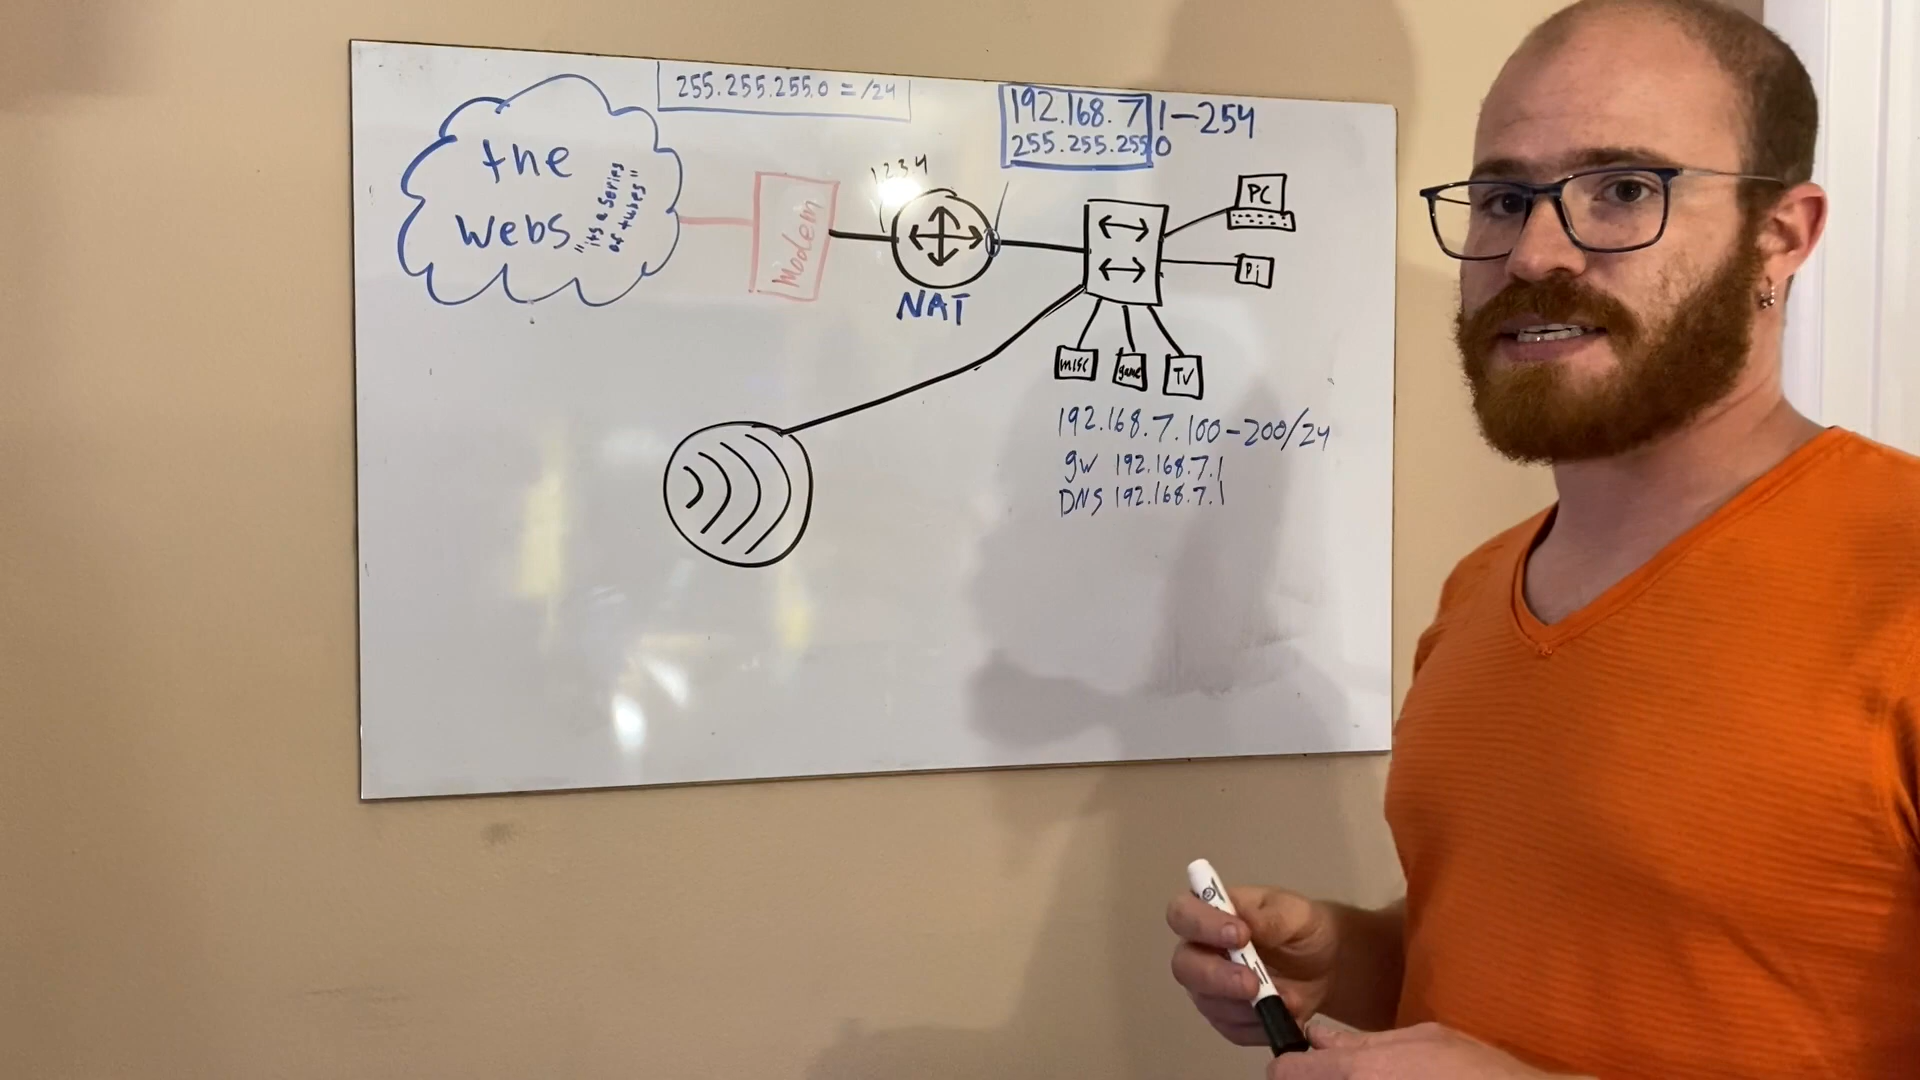 255.255.255.0 = /24
192.168.7 1-254
255.255.255 0
the
webs
"its a series
of tubes"
Modem
1234
NAT
PC
Pi
misc
game
TV
192.168.7.100-200/24
gw 192.168.7.1
DNS 192.168.7.1